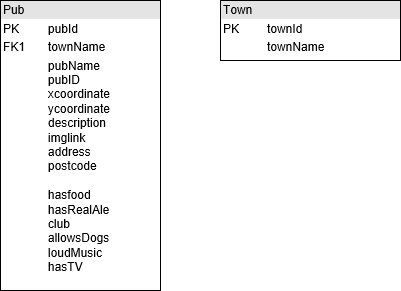 Pub
PK pubId
FK1 townName
pubName
pubID
xcoordinate
ycoordinate
description
imglink
address
postcode
hasfood
hasRealAle
club
allowsDogs
loudMusic
hasTV
Town
PK townId
townName